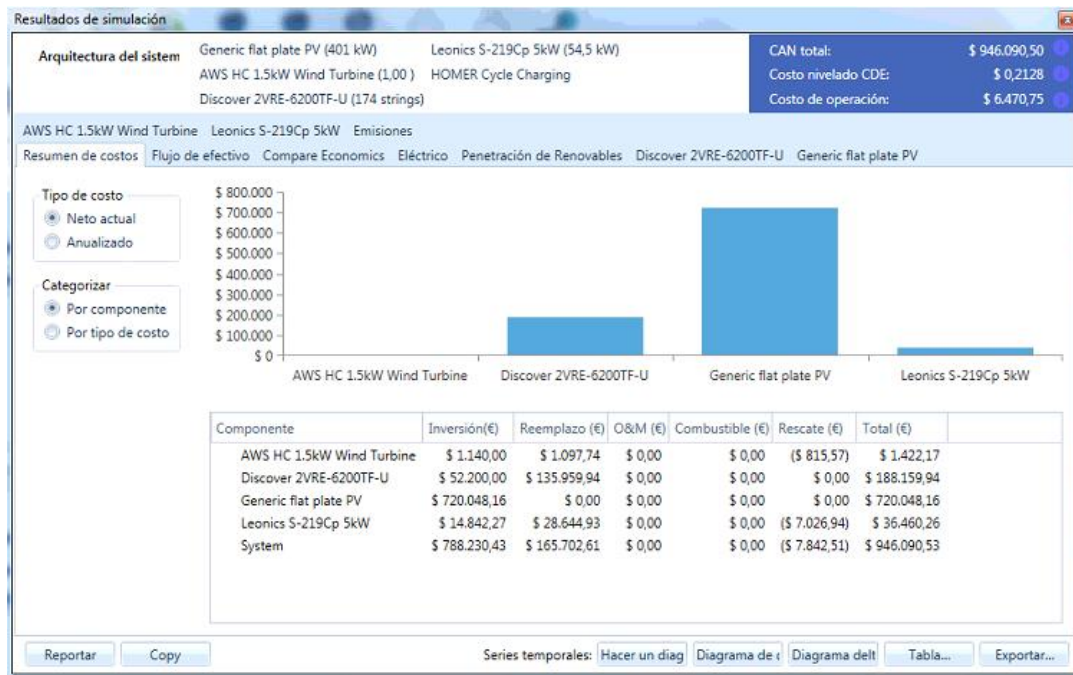 Resultados de simulación
Arquitectura del sistem
Generic flat plate PV (401 kW) Leonics S-219Cp 5kW (54,5 kW)
AWS HC 1.5kW Wind Turbine (1,00 ) HOMER Cycle Charging
Discover 2VRE-6200TF-U (174 strings)
CAN total: $ 946.090,50
Costo nivelado CDE: $ 0,2128
Costo de operación: $ 6.470,75
AWS HC 1.5kW Wind Turbine Leonics S-219Cp 5kW Emisiones
Resumen de costos Flujo de efectivo Compare Economics Eléctrico Penetración de Renovables Discover 2VRE-6200TF-U Generic flat plate PV
Tipo de costo
Neto actual
Anualizado
Categorizar
Por componente
Por tipo de costo
$ 800.000
$ 700.000
$ 600.000
$ 500.000
$ 400.000
$ 300.000
$ 200.000
$ 100.000
$ 0
AWS HC 1.5kW Wind Turbine Discover 2VRE-6200TF-U Generic flat plate PV Leonics S-219Cp 5kW
Componente Inversión(€) Reemplazo (€) O&M (€) Combustible (€) Rescate (€) Total (€)
AWS HC 1.5kW Wind Turbine $ 1.140,00 $ 1.097,74 $ 0,00 $ 0,00 ($ 815,57) $ 1.422,17
Discover 2VRE-6200TF-U $ 52.200,00 $ 135.959,94 $ 0,00 $ 0,00 $ 0,00 $ 188.159,94
Generic flat plate PV $ 720.048,16 $ 0,00 $ 0,00 $ 0,00 $ 0,00 $ 720.048,16
Leonics S-219Cp 5kW $ 14.842,27 $ 28.644,93 $ 0,00 $ 0,00 ($ 7.026,94) $ 36.460,26
System $ 788.230,43 $ 165.702,61 $ 0,00 $ 0,00 ($ 7.842,51) $ 946.090,53
Reportar Copy Series temporales: Hacer un diag Diagrama de c Diagrama delt Tabla... Exportar...